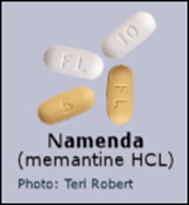 10
FL
5
FL
Namenda
(memantine HCL)
Photo: Teri Robert